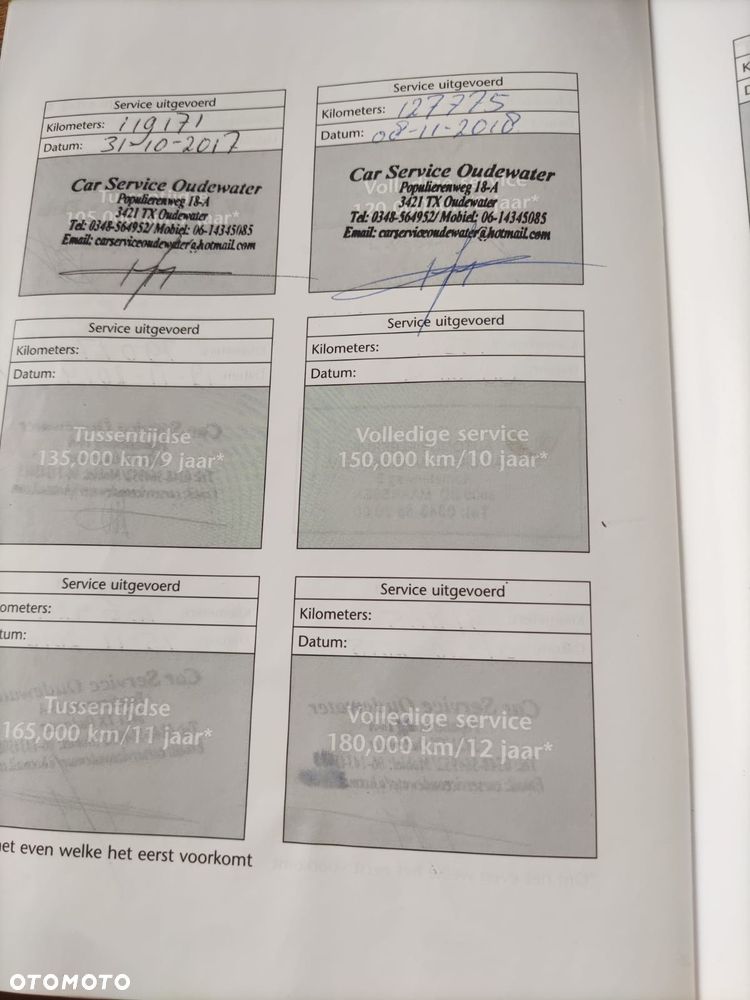 Service uitgevoerd
Kilometers: 119171
Datum: 31-10-2017
Car Service Oudewater
Populierenweg 18-A
3421 TX Oudewater
Tel: 0348-564952/ Mobiel: 06-14345085
Email: carserviceoudewater@hotmail.com
Service uitgevoerd
Kilometers: 127775
Datum: 08-11-2018
Car Service Oudewater
Populierenweg 18-A
3421 TX Oudewater
Tel: 0348-564952/ Mobiel: 06-14345085
Email: carserviceoudewater@hotmail.com
Service uitgevoerd
Kilometers:
Datum:
Tussentijdse
135,000 km/9 jaar*
Service uitgevoerd
Kilometers:
Datum:
Volledige service
150,000 km/10 jaar*
Service uitgevoerd
ometers:
tum:
Tussentijdse
165,000 km/11 jaar*
Service uitgevoerd
Kilometers:
Datum:
Volledige service
180,000 km/12 jaar*
et even welke het eerst voorkomt
OTOMOTO